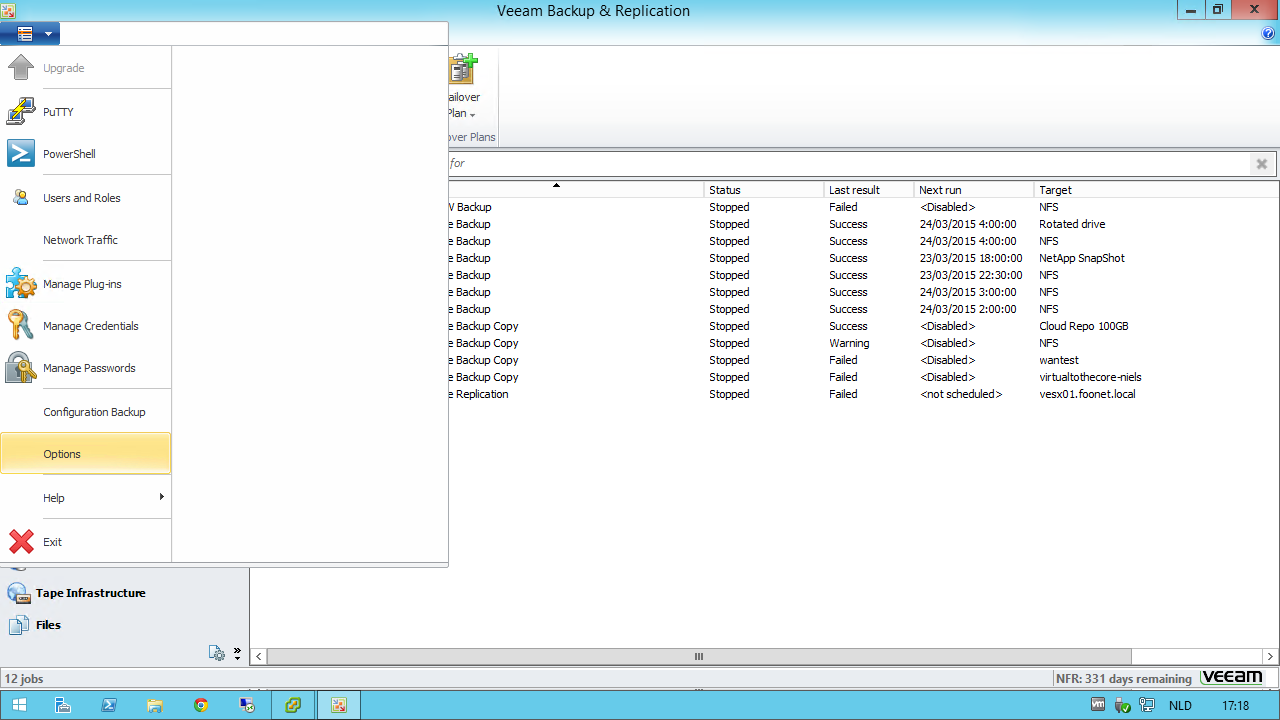 Veeam Backup & Replication
Upgrade
PuTTY
PowerShell
Users and Roles
Network Traffic
Manage Plug-ins
Manage Credentials
Manage Passwords
Configuration Backup
Options
Help
Exit
ailover
Plan
over Plans
for
Status Last result Next run Target
W Backup Stopped Failed <Disabled> NFS
e Backup Stopped Success 24/03/2015 4:00:00 Rotated drive
e Backup Stopped Success 24/03/2015 4:00:00 NFS
e Backup Stopped Success 23/03/2015 18:00:00 NetApp SnapShot
e Backup Stopped Success 23/03/2015 22:30:00 NFS
e Backup Stopped Success 24/03/2015 3:00:00 NFS
e Backup Stopped Success 24/03/2015 2:00:00 NFS
e Backup Copy Stopped Success <Disabled> Cloud Repo 100GB
e Backup Copy Stopped Warning <Disabled> NFS
e Backup Copy Stopped Failed <Disabled> wantest
e Backup Copy Stopped Failed <Disabled> virtualtothecore-niels
e Replication Stopped Failed <not scheduled> vesx01.foonet.local
Tape Infrastructure
Files
12 jobs
NFR: 331 days remaining veeam
vm NLD 17:18